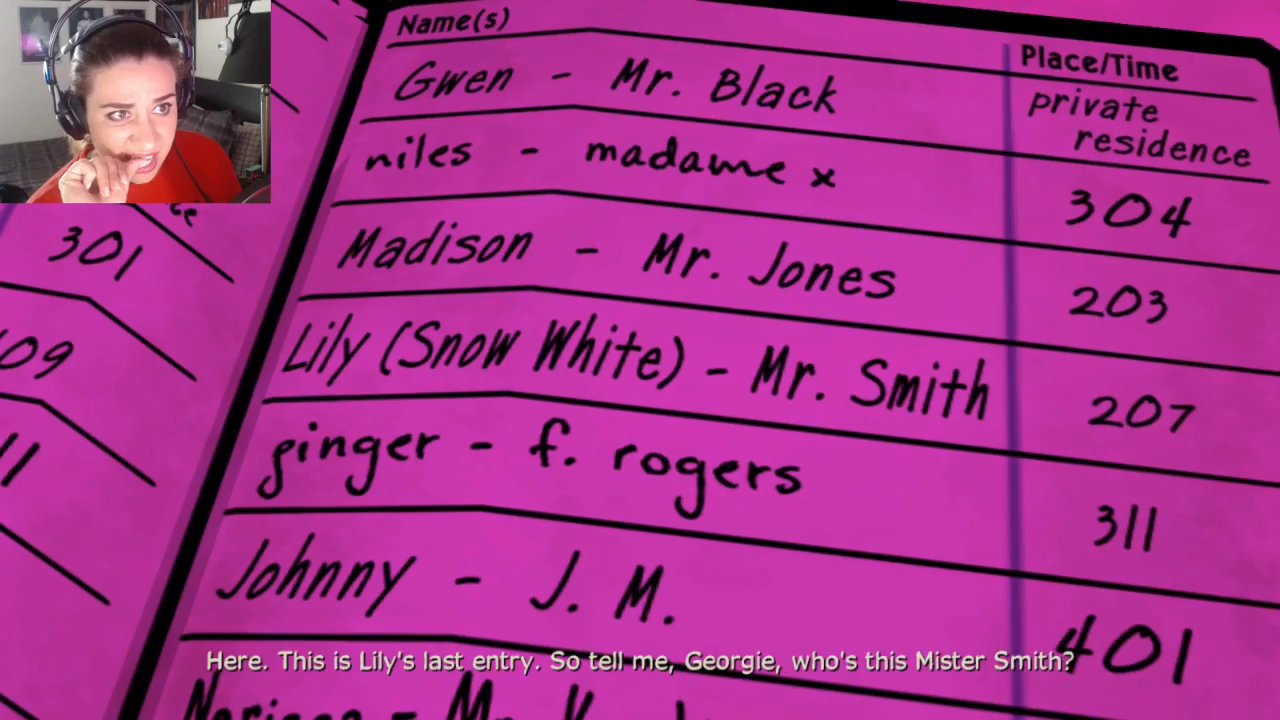 Name(s) Place/Time
Gwen - Mr. Black private residence
niles - madame x 304
Madison - Mr. Jones 203
Lily (Snow White) - Mr. Smith 207
ginger - f. rogers 311
Johnny - J. M. 401
301
09
11
Here. This is Lily's last entry. So tell me, Georgie, who's this Mister Smith?